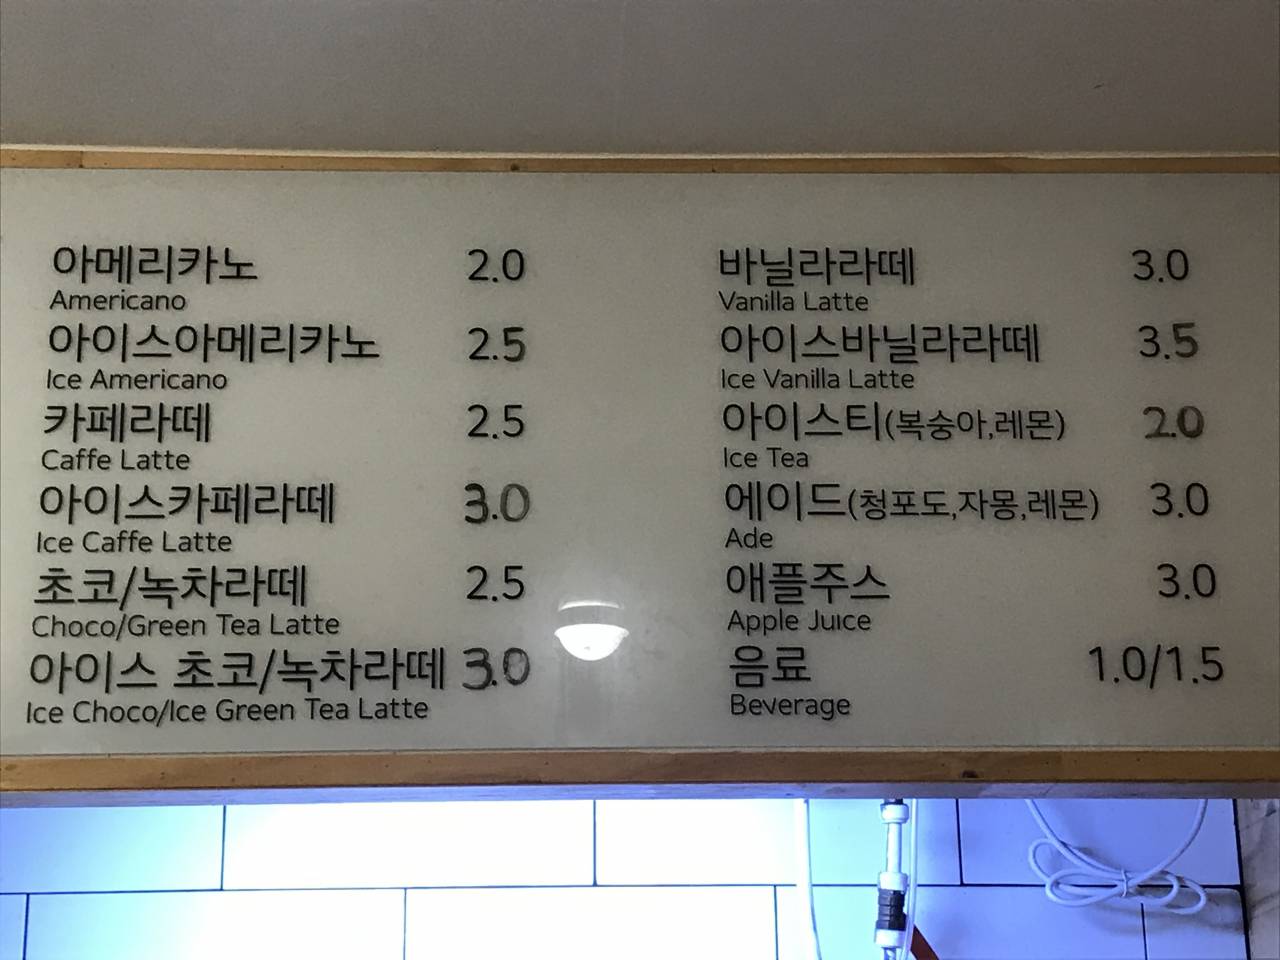 아메리카노 2.0
Americano
아이스아메리카노 2.5
Ice Americano
카페라떼 2.5
Caffe Latte
아이스카페라떼 3.0
Ice Caffe Latte
초코/녹차라떼 2.5
Choco/Green Tea Latte
아이스 초코/녹차라떼 3.0
Ice Choco/Ice Green Tea Latte
바닐라라떼 3.0
Vanilla Latte
아이스바닐라라떼 3.5
Ice Vanilla Latte
아이스티(복숭아,레몬) 2.0
Ice Tea
에이드(청포도,자몽,레몬) 3.0
Ade
애플주스 3.0
Apple Juice
음료 1.0/1.5
Beverage